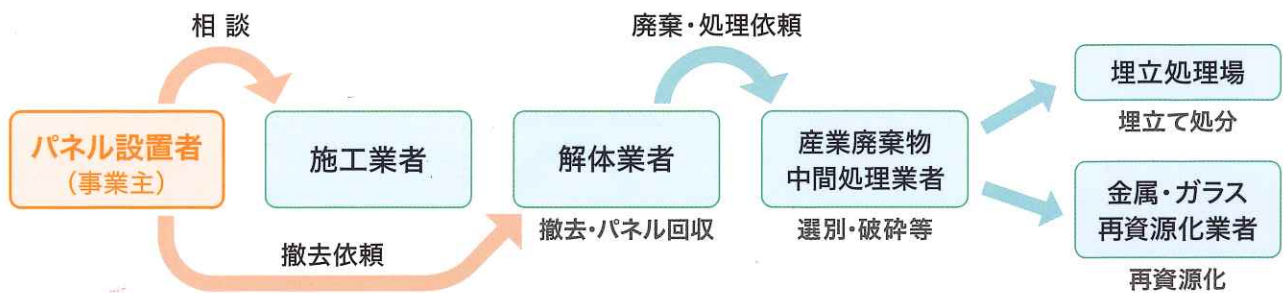 相談
廃棄・処理依頼
パネル設置者
(事業主)
施工業者
解体業者
撤去・パネル回収
産業廃棄物
中間処理業者
選別・破砕等
埋立処理場
埋立て処分
金属・ガラス
再資源化業者
再資源化
撤去依頼